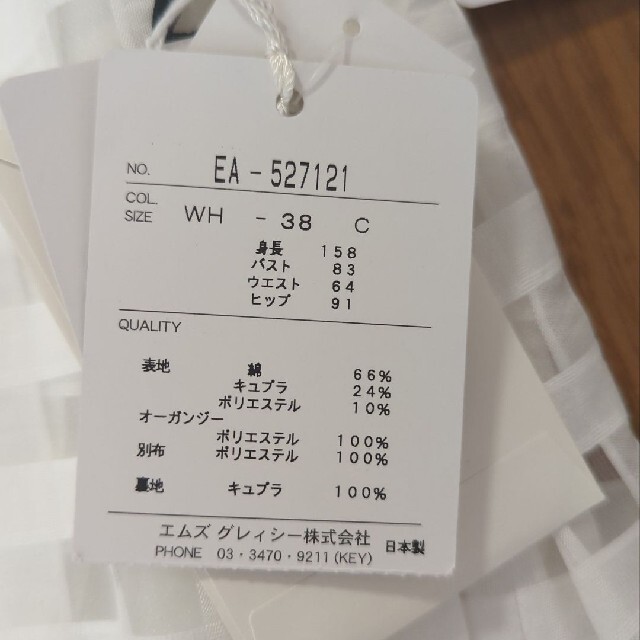 NO. EA-527121
COL.
SIZE WH - 38 C
身長 158
バスト 83
ウエスト 64
ヒップ 91
QUALITY
表地 綿 66%
キュプラ 24%
ポリエステル 10%
オーガンジー
ポリエステル 100%
別布 ポリエステル 100%
裏地 キュプラ 100%
エムズ グレィシー株式会社 日本製
PHONE 03・3470・9211 (KEY)